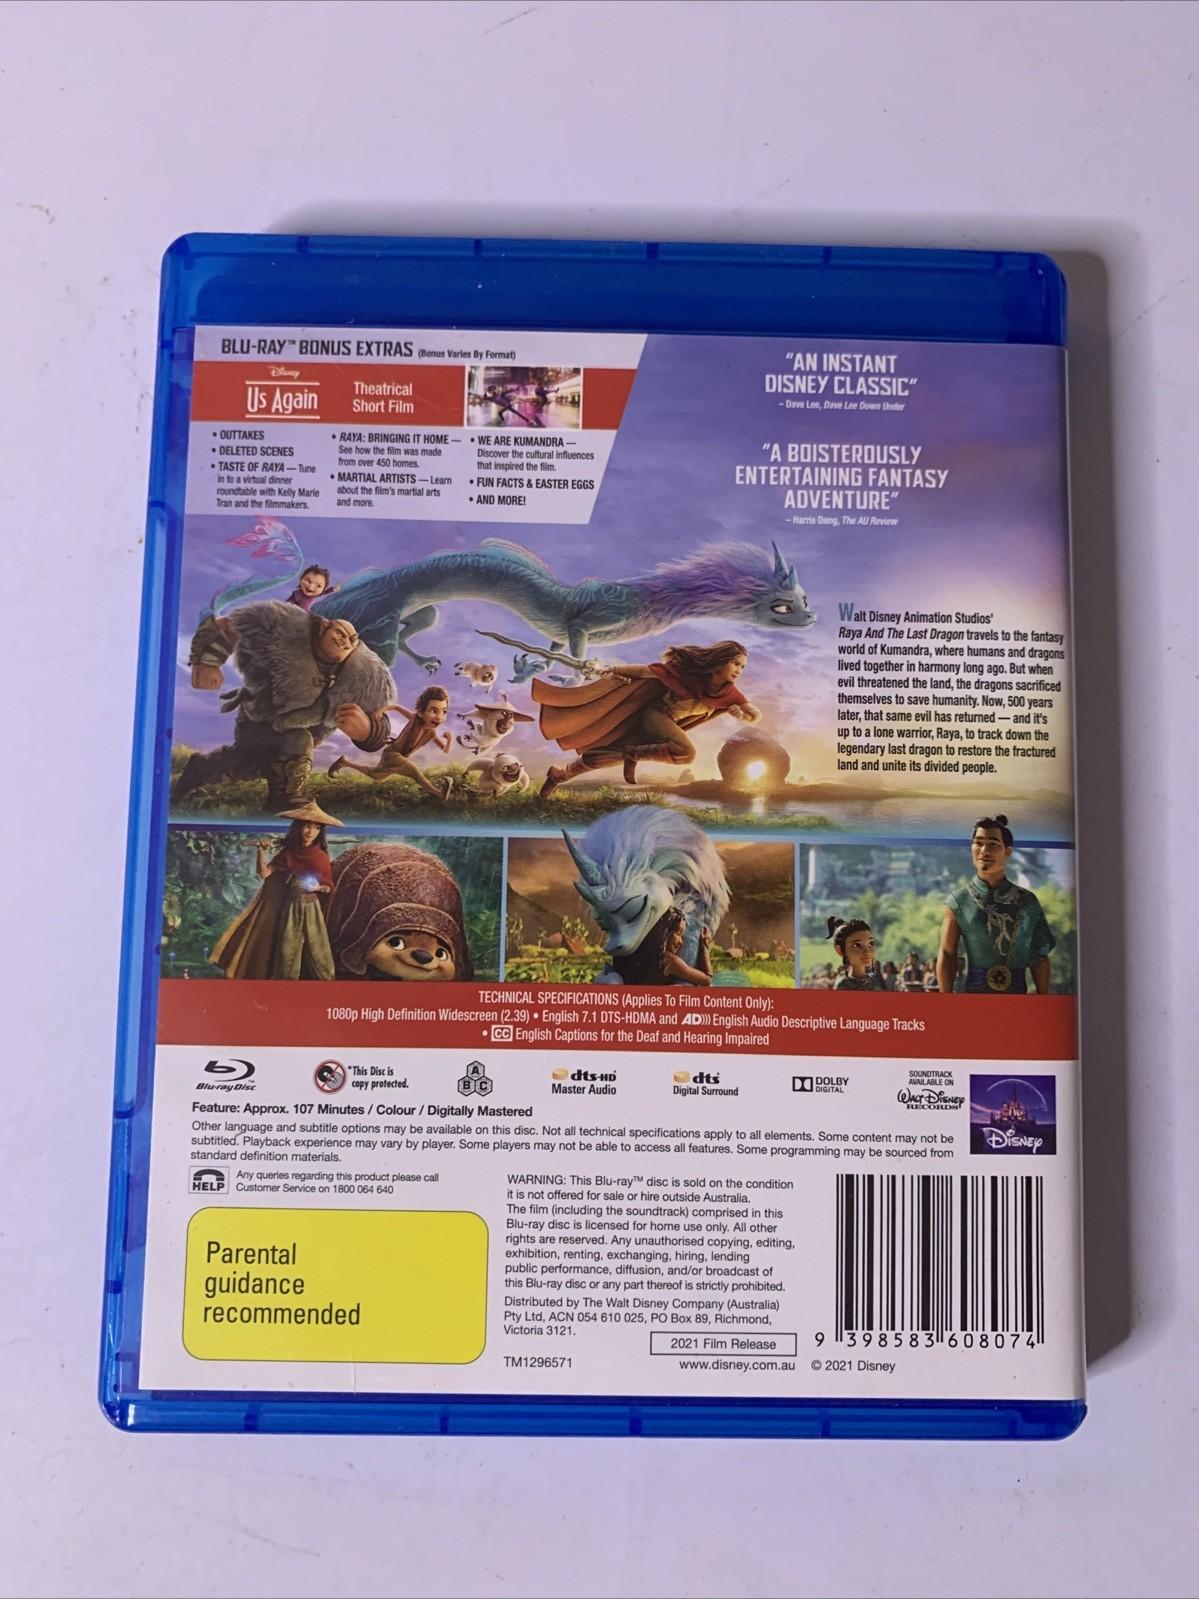 BLU-RAY™ BONUS EXTRAS (Bonus Varies By Format)
Disney
Us Again
Theatrical
Short Film
• OUTTAKES
• DELETED SCENES
• TASTE OF RAYA — Tune
in to a virtual dinner
roundtable with Kelly Marie
Tran and the filmmakers.
• RAYA: BRINGING IT HOME —
See how the film was made
from over 450 homes.
• MARTIAL ARTISTS — Learn
about the film's martial arts
and more.
• WE ARE KUMANDRA —
Discover the cultural influences
that inspired the film.
• FUN FACTS & EASTER EGGS
• AND MORE!
"AN INSTANT
DISNEY CLASSIC"
– Dave Lee, Dave Lee Down Under
"A BOISTEROUSLY
ENTERTAINING FANTASY
ADVENTURE"
– Harris Dang, The AU Review
Walt Disney Animation Studios'
Raya And The Last Dragon travels to the fantasy
world of Kumandra, where humans and dragons
lived together in harmony long ago. But when
evil threatened the land, the dragons sacrificed
themselves to save humanity. Now, 500 years
later, that same evil has returned — and it's
up to a lone warrior, Raya, to track down the
legendary last dragon to restore the fractured
land and unite its divided people.
TECHNICAL SPECIFICATIONS (Applies To Film Content Only):
1080p High Definition Widescreen (2.39) • English 7.1 DTS-HDMA and AD))) English Audio Descriptive Language Tracks
• CC English Captions for the Deaf and Hearing Impaired
Blu-ray Disc™
*This Disc is
copy protected.
A
B C
dts-HD
Master Audio
dts
Digital Surround
DOLBY
DIGITAL
SOUNDTRACK
AVAILABLE ON
WALT DISNEY
RECORDS
DISNEY
Feature: Approx. 107 Minutes / Colour / Digitally Mastered
Other language and subtitle options may be available on this disc. Not all technical specifications apply to all elements. Some content may not be
subtitled. Playback experience may vary by player. Some players may not be able to access all features. Some programming may be sourced from
standard definition materials.
HELP
Any queries regarding this product please call
Customer Service on 1800 064 640
Parental
guidance
recommended
WARNING: This Blu-ray™ disc is sold on the condition
it is not offered for sale or hire outside Australia.
The film (including the soundtrack) comprised in this
Blu-ray disc is licensed for home use only. All other
rights are reserved. Any unauthorised copying, editing,
exhibition, renting, exchanging, hiring, lending
public performance, diffusion, and/or broadcast of
this Blu-ray disc or any part thereof is strictly prohibited.
Distributed by The Walt Disney Company (Australia)
Pty Ltd, ACN 054 610 025, PO Box 89, Richmond,
Victoria 3121.
2021 Film Release
TM1296571
www.disney.com.au
© 2021 Disney
9 398583 608074